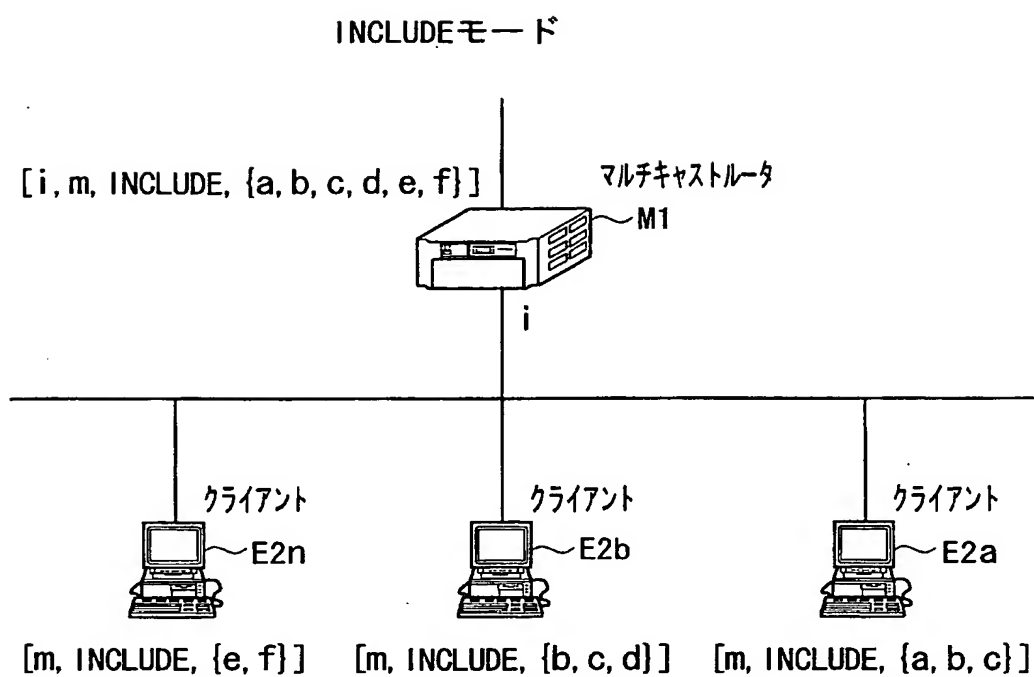 INCLUDEモード
[i, m, INCLUDE, {a, b, c, d, e, f}]
マルチキャストルータ
M1
i
クライアント
E2n
クライアント
E2b
クライアント
E2a
[m, INCLUDE, {e, f}]
[m, INCLUDE, {b, c, d}]
[m, INCLUDE, {a, b, c}]